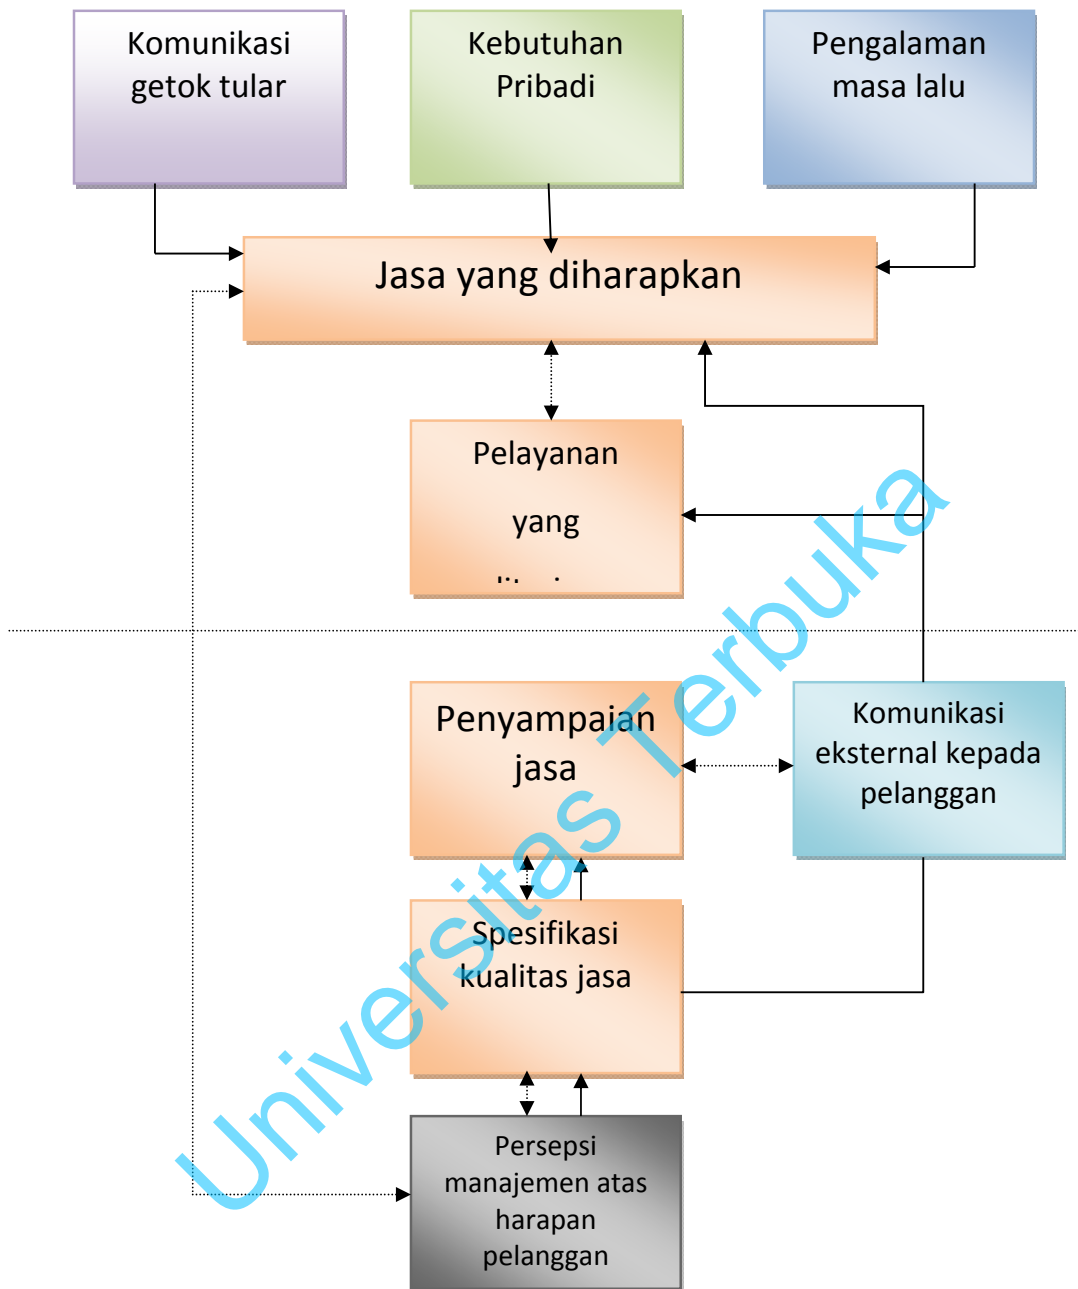 Komunikasi
getok tular
Kebutuhan
Pribadi
Pengalaman
masa lalu
Jasa yang diharapkan
Pelayanan
yang
Penyampaian
jasa
Komunikasi
eksternal kepada
pelanggan
Spesifikasi
kualitas jasa
Persepsi
manajemen atas
harapan
pelanggan
Universitas Terbuka